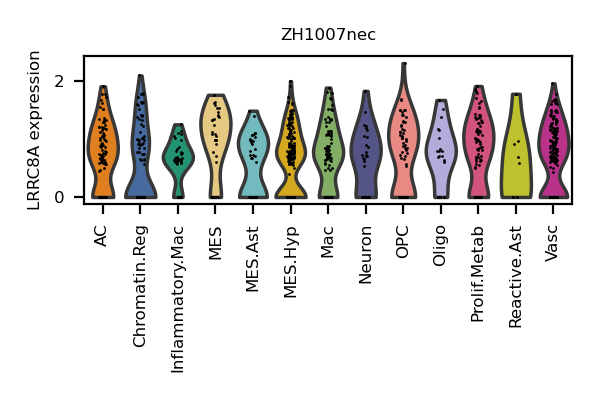 ZH1007nec
LRRC8A expression
2
0
AC
Chromatin.Reg
Inflammatory.Mac
MES
MES.Ast
MES.Hyp
Mac
Neuron
OPC
Oligo
Prolif.Metab
Reactive.Ast
Vasc